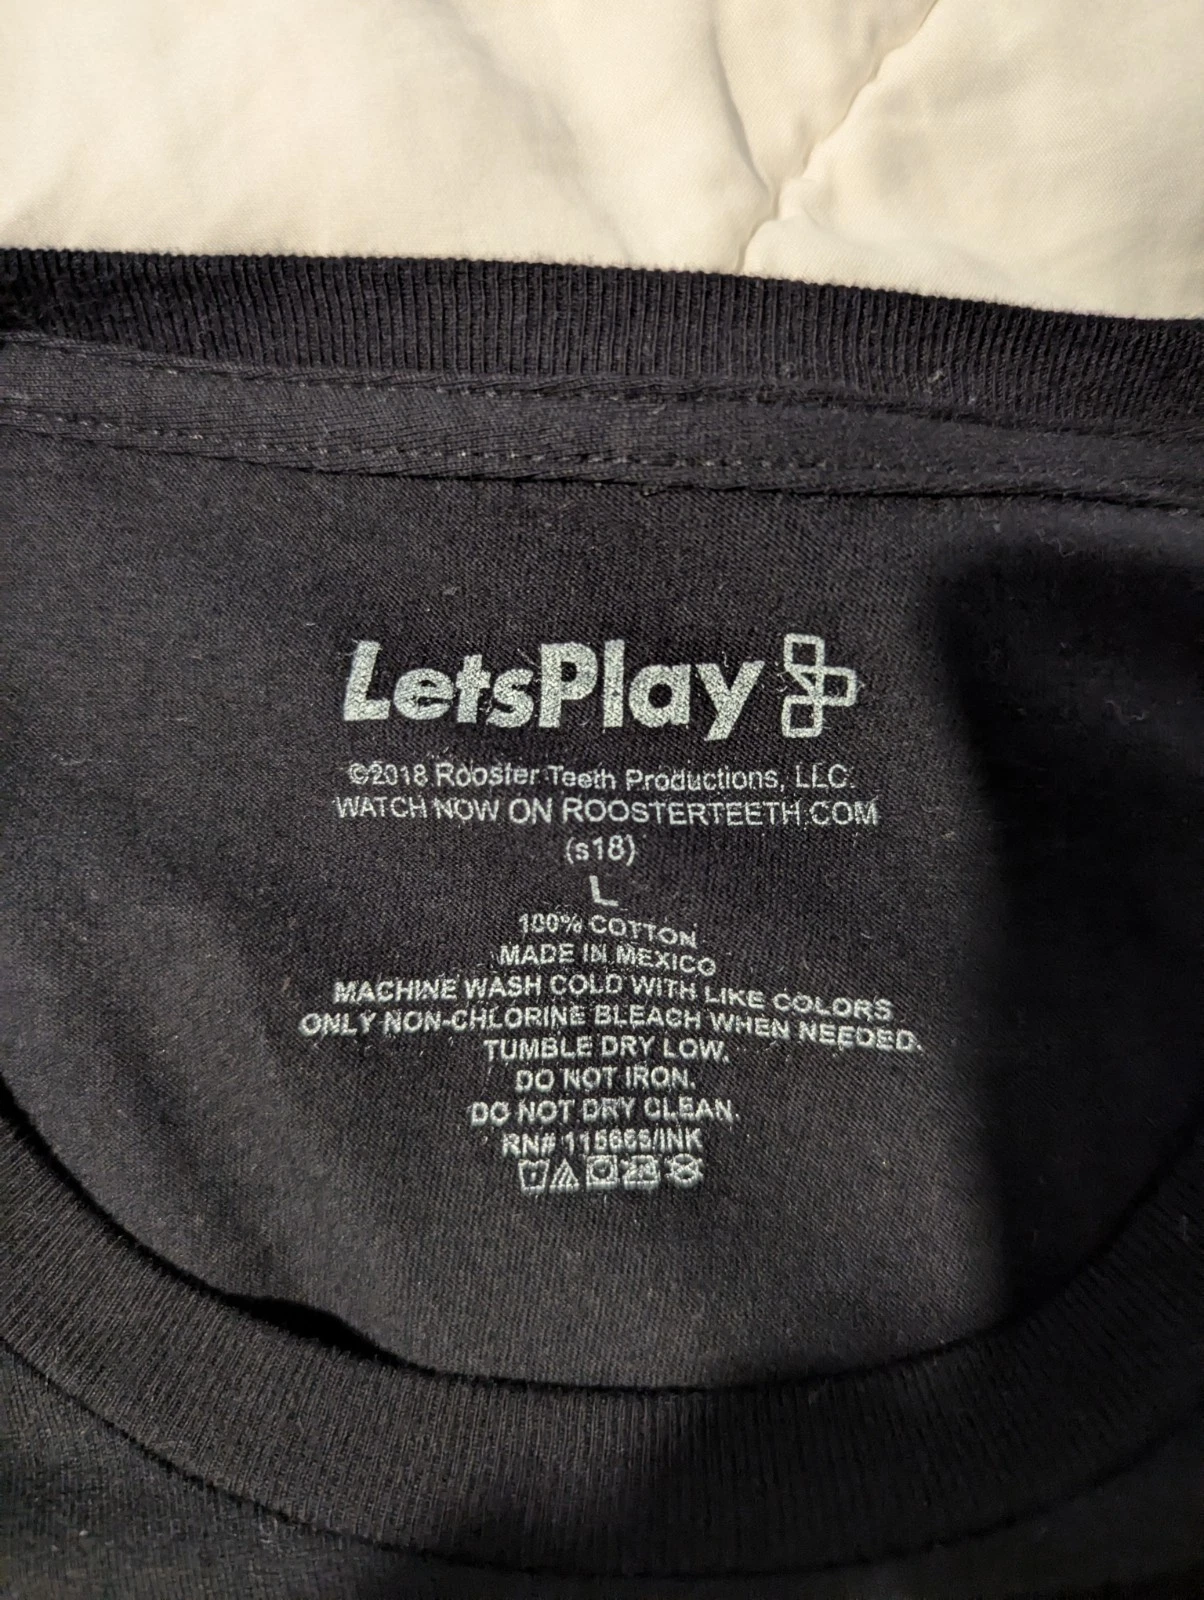 LetsPlay
©2018 Rooster Teeth Productions, LLC.
WATCH NOW ON ROOSTERTEETH.COM
(s18)
L
100% COTTON
MADE IN MEXICO
MACHINE WASH COLD WITH LIKE COLORS
ONLY NON-CHLORINE BLEACH WHEN NEEDED.
TUMBLE DRY LOW.
DO NOT IRON.
DO NOT DRY CLEAN.
RN# 115665/INK